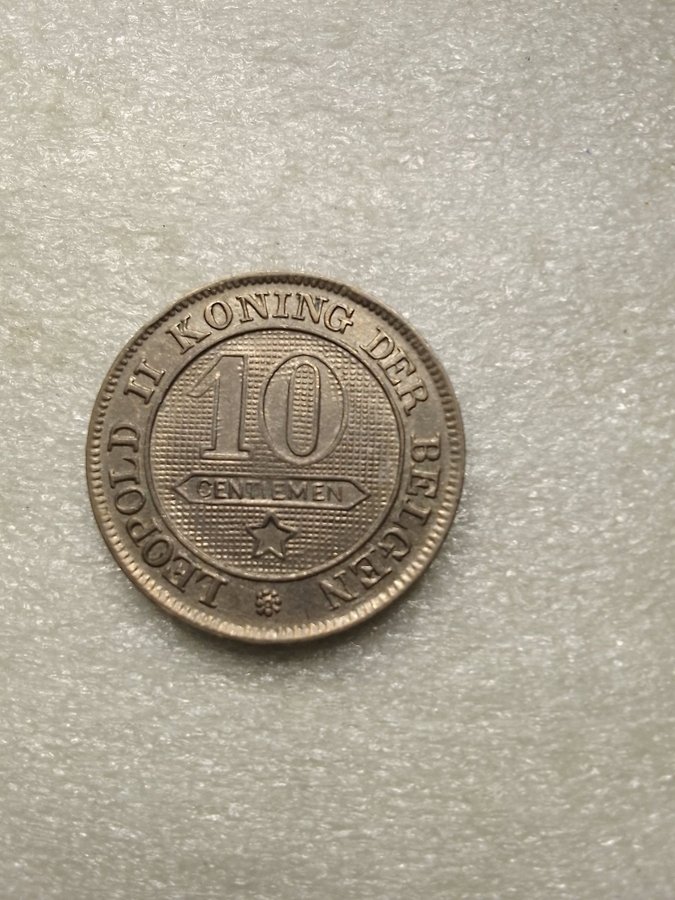 LEOPOLD II KONING DER BELGEN
10
CENTIEMEN